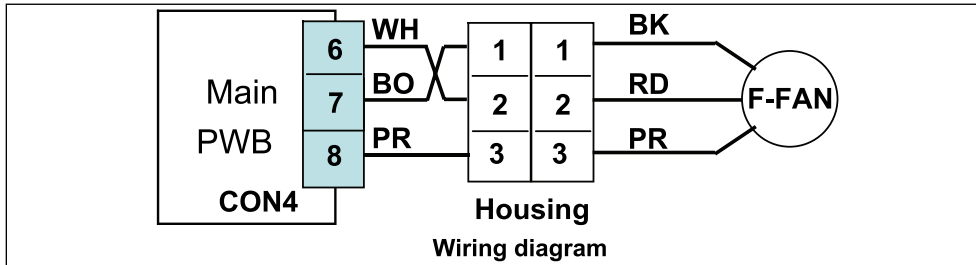 WH
BK
6
1
1
Main
BO
RD
F-FAN
7
2
2
PWB
PR
PR
8
3
3
CON4
Housing
Wiring diagram